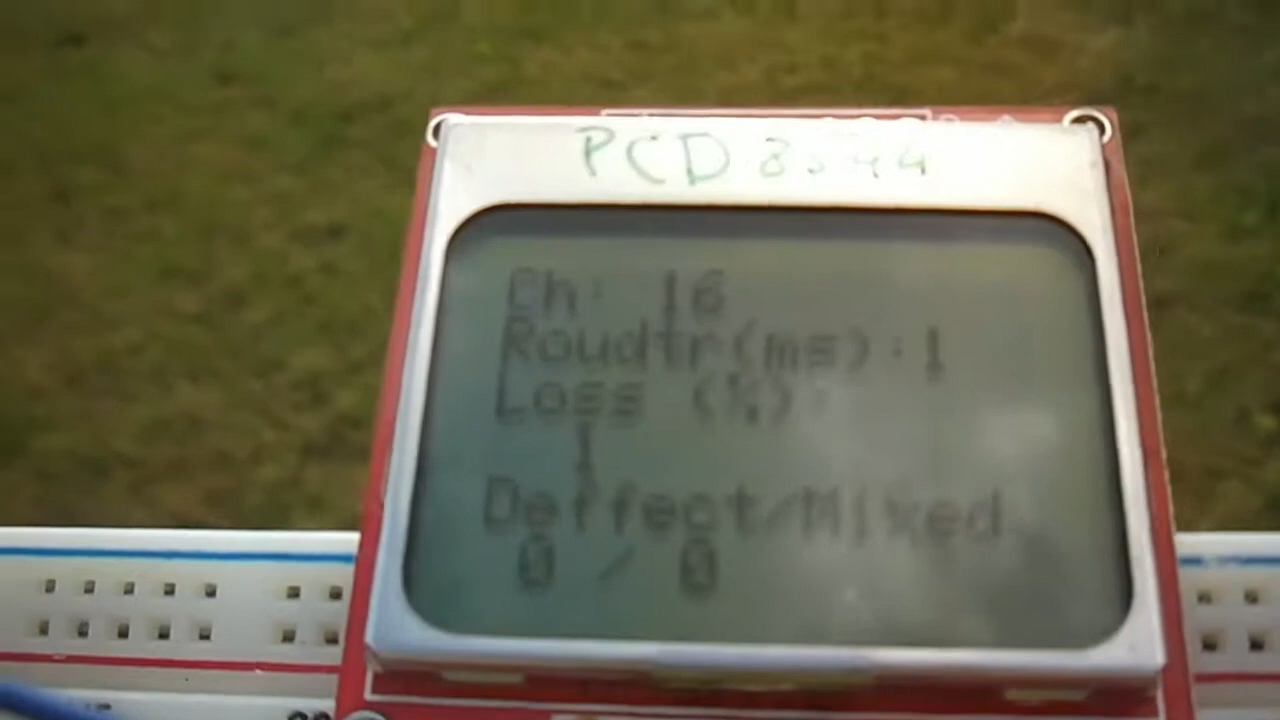 PCD 8544
Ch: 16
Roudtr(ms):1
Loss (%):
1
Deffect/Mixed
0 / 0